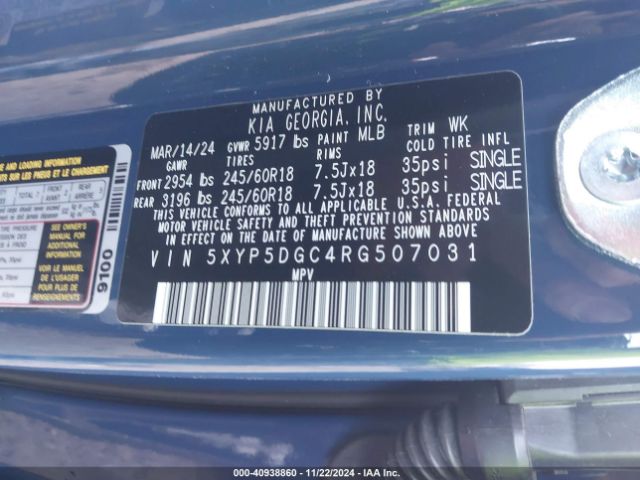 MANUFACTURED BY
KIA GEORGIA, INC.
MAR/14/24 GVWR 5917 lbs PAINT MLB TRIM WK
GAWR TIRES RIMS COLD TIRE INFL
FRONT 2954 lbs 245/60R18 7.5Jx18 35psi SINGLE
REAR 3196 lbs 245/60R18 7.5Jx18 35psi SINGLE
THIS VEHICLE CONFORMS TO ALL APPLICABLE U.S.A. FEDERAL
MOTOR VEHICLE SAFETY AND THEFT PREVENTION STANDARDS
IN EFFECT ON THE DATE OF MANUFACTURE SHOWN ABOVE.
VIN 5XYP5DGC4RG507031
MPV
TOTAL FRONT REAR
SEE OWNER'S
MANUAL FOR
ADDITIONAL
INFORMATION
VOIR LE MANUEL
DE L'USAGER
POUR PLUS DE
RENSEIGNEMENTS
9100
000-40938860 - 11/22/2024 - IAA Inc.